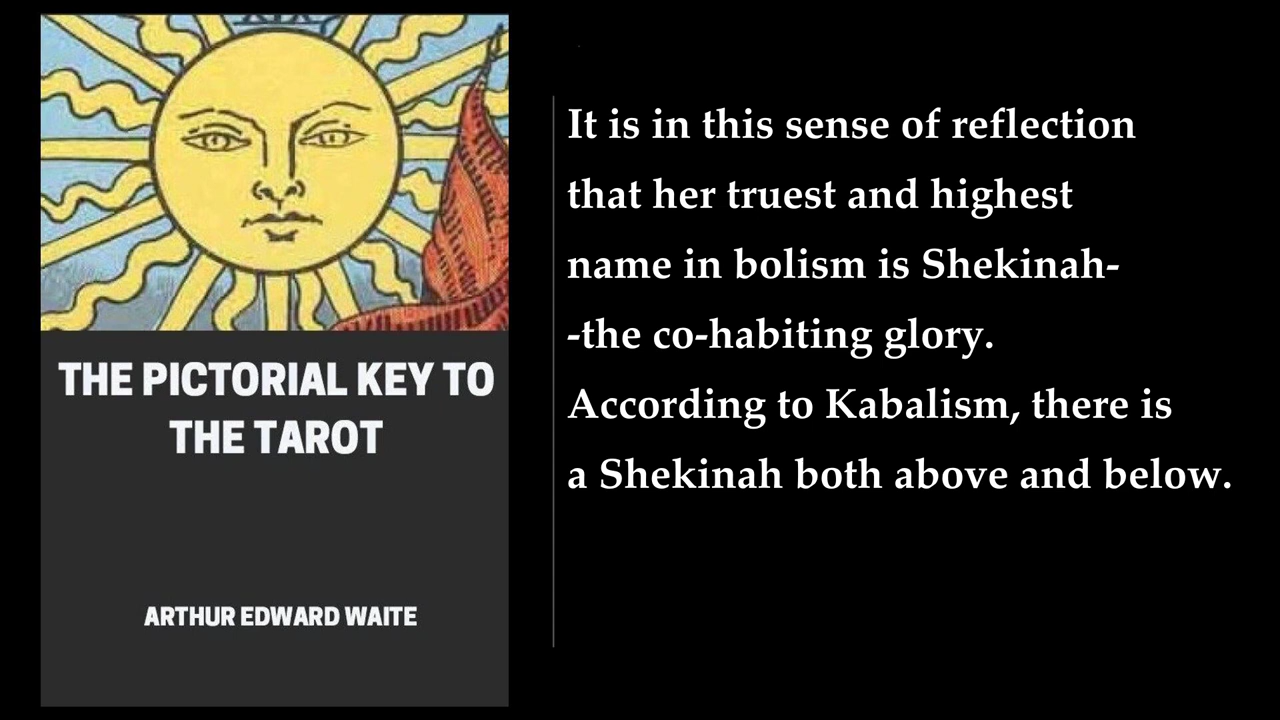 XIX
THE PICTORIAL KEY TO
THE TAROT
ARTHUR EDWARD WAITE
It is in this sense of reflection
that her truest and highest
name in bolism is Shekinah-
-the co-habiting glory.
According to Kabalism, there is
a Shekinah both above and below.